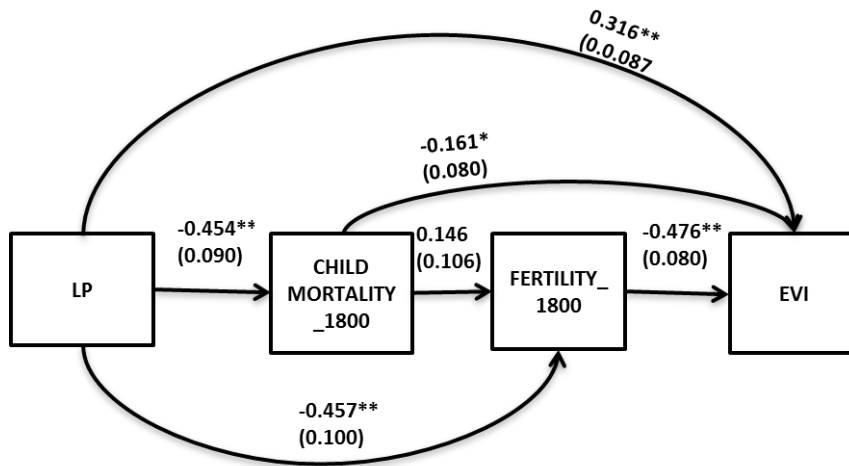 0.316**
(0.0.087
-0.161*
(0.080)
-0.454**
(0.090)
0.146
(0.106)
-0.476**
(0.080)
LP
CHILD
MORTALITY
_1800
FERTILITY_
1800
EVI
-0.457**
(0.100)